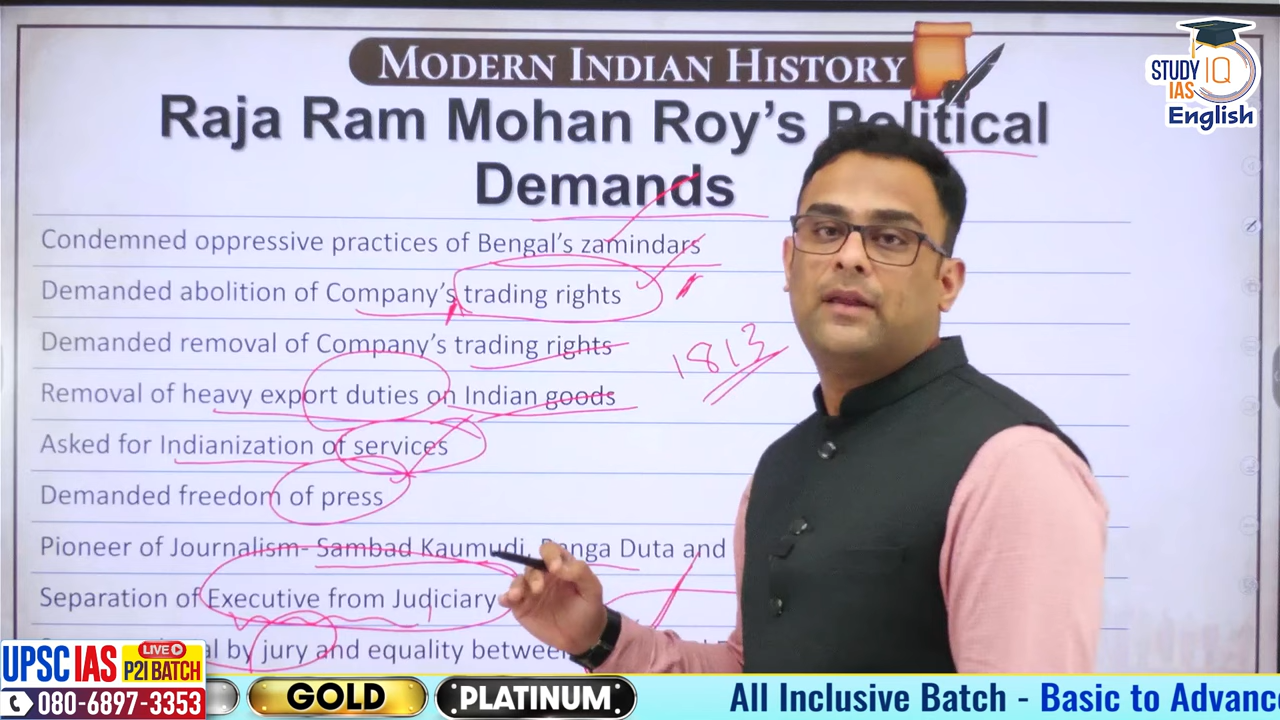 MODERN INDIAN HISTORY
STUDY IQ
IAS
English
Raja Ram Mohan Roy's Political
Demands
Condemned oppressive practices of Bengal's zamindars
Demanded abolition of Company's trading rights
Demanded removal of Company's trading rights
1813
Removal of heavy export duties on Indian goods
Asked for Indianization of services
Demanded freedom of press
Pioneer of Journalism- Sambad Kaumudi, Banga Duta and
Separation of Executive from Judiciary
by jury and equality between
UPSC IAS LIVE
P2I BATCH
080-6897-3353
GOLD
PLATINUM
All Inclusive Batch - Basic to Advance